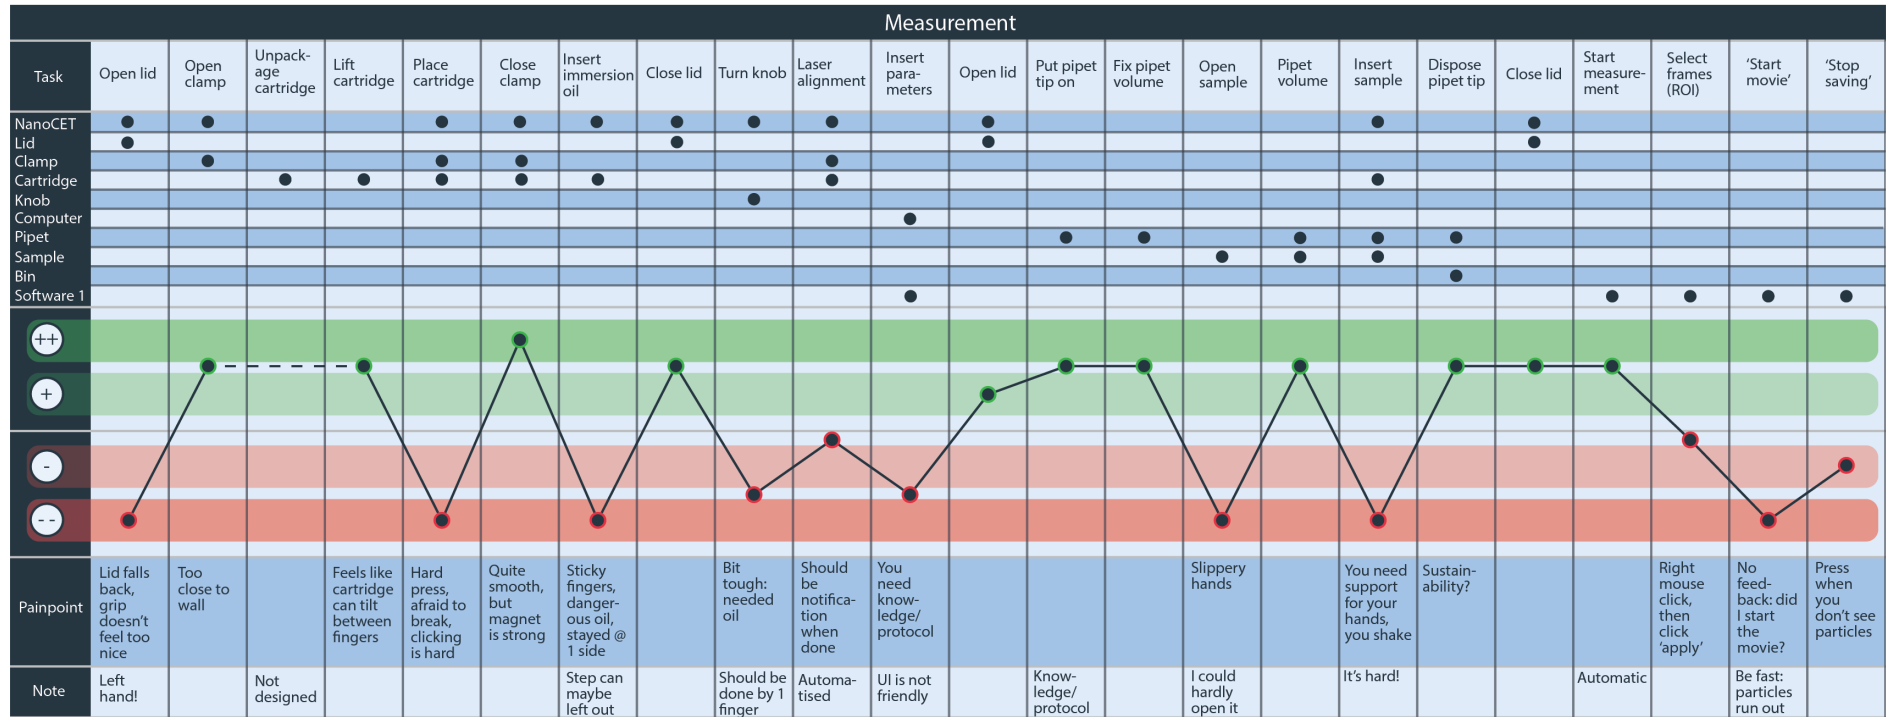 Measurement
Task
Open lid
Open
clamp
Unpack-
age
cartridge
Lift
cartridge
Place
cartridge
Close
clamp
Insert
immersion
oil
Close lid
Turn knob
Laser
alignment
Insert
para-
meters
Open lid
Put pipet
tip on
Fix pipet
volume
Open
sample
Pipet
volume
Insert
sample
Dispose
pipet tip
Close lid
Start
measure-
ment
Select
frames
(ROI)
‘Start
movie’
‘Stop
saving’
NanoCET
Lid
Clamp
Cartridge
Knob
Computer
Pipet
Sample
Bin
Software 1
++
+
-
--
Painpoint
Lid falls
back,
grip
doesn’t
feel too
nice
Too
close to
wall
Feels like
cartridge
can tilt
between
fingers
Hard
press,
afraid to
break,
clicking
is hard
Quite
smooth,
but
magnet
is strong
Sticky
fingers,
danger-
ous oil,
stayed @
1 side
Bit
tough:
needed
oil
Should
be
notifica-
tion
when
done
You
need
know-
ledge/
protocol
Slippery
hands
You need
support
for your
hands,
you shake
Sustain-
ability?
Right
mouse
click,
then
click
‘apply’
No
feed-
back: did
I start
the
movie?
Press
when
you
don’t see
particles
Note
Left
hand!
Not
designed
Step can
maybe
left out
Should be
done by 1
finger
Automa-
tised
UI is not
friendly
Know-
ledge/
protocol
I could
hardly
open it
It’s hard!
Automatic
Be fast:
particles
run out